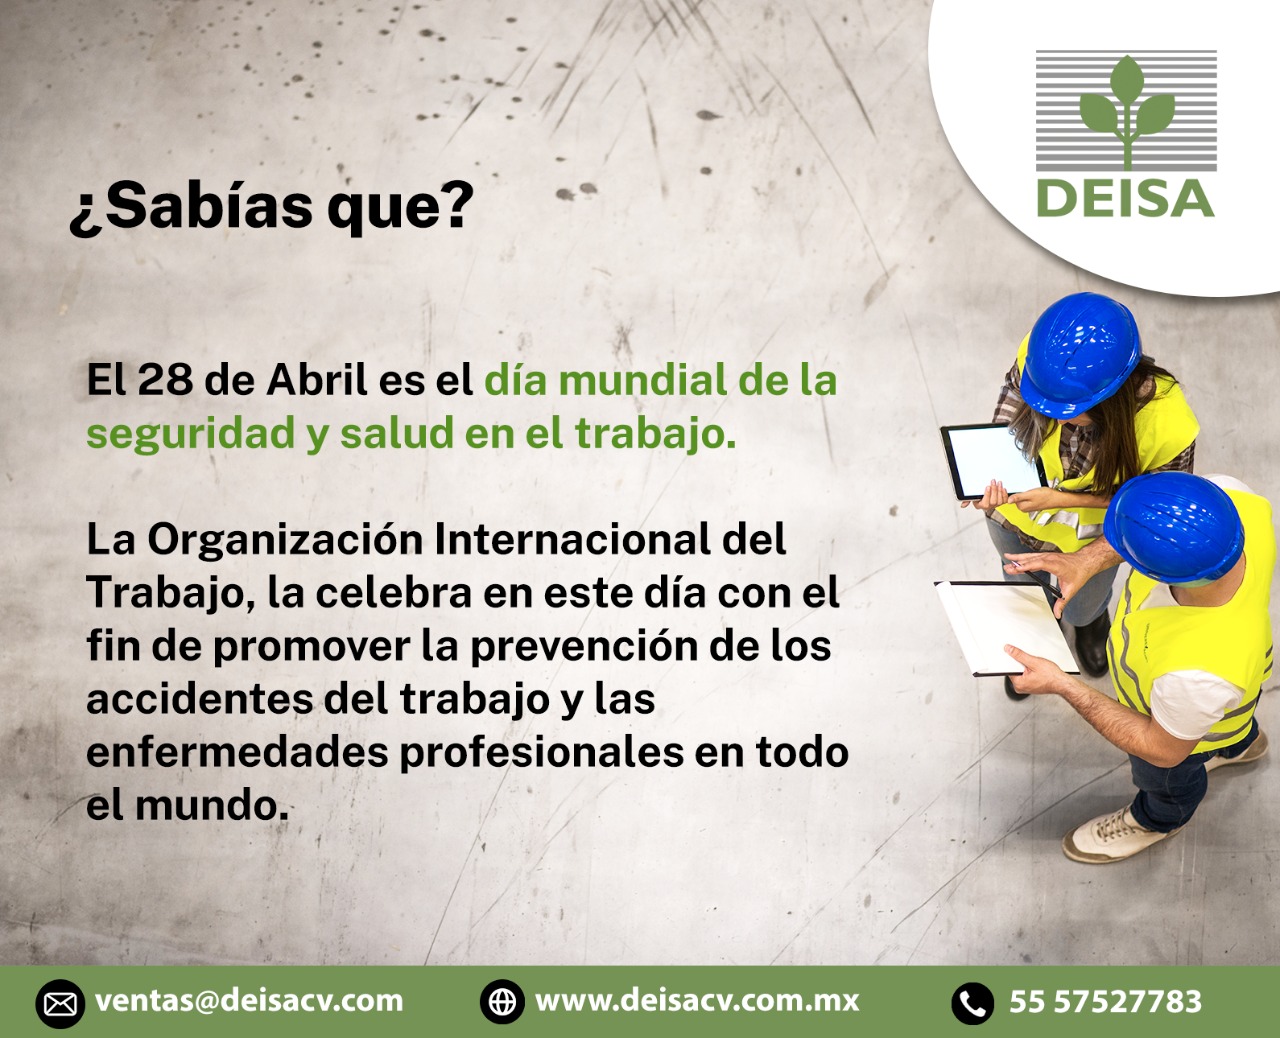 DEISA
¿Sabías que?
El 28 de Abril es el día mundial de la
seguridad y salud en el trabajo.
La Organización Internacional del
Trabajo, la celebra en este día con el
fin de promover la prevención de los
accidentes del trabajo y las
enfermedades profesionales en todo
el mundo.
ventas@deisacv.com
www.deisacv.com.mx
55 57527783